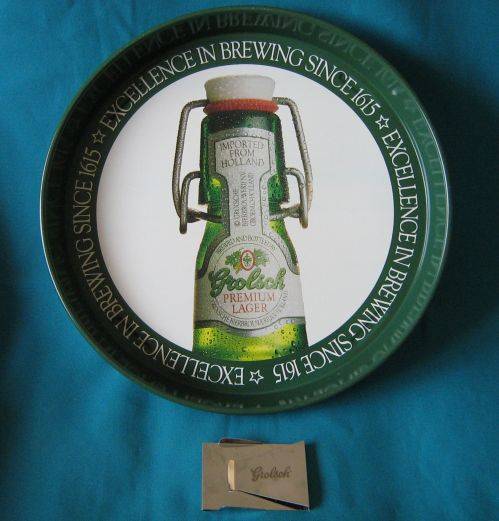 EXCELLENCE IN BREWING SINCE 1615 ☆ EXCELLENCE IN BREWING SINCE 1615 ☆ EXCELLENCE IN BREWING SINCE 1615 ☆
IMPORTED
FROM
HOLLAND
Grolsch
PREMIUM
LAGER
Grolsch